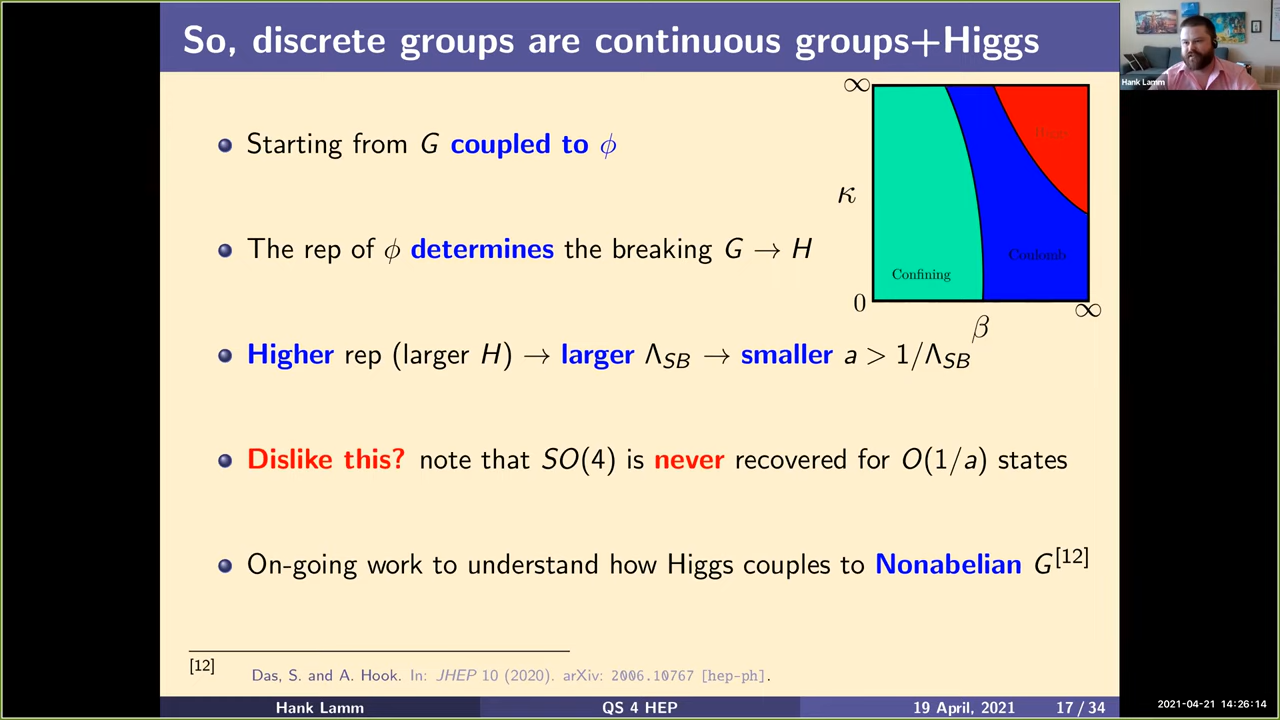 So, discrete groups are continuous groups+Higgs
Hank Lamm
Starting from G coupled to ϕ
The rep of ϕ determines the breaking G → H
Higher rep (larger H) → larger Λ_SB → smaller a > 1/Λ_SB
Dislike this? note that SO(4) is never recovered for O(1/a) states
On-going work to understand how Higgs couples to Nonabelian G[12]
∞
κ
Confining
Coulomb
0
β
∞
[12] Das, S. and A. Hook. In: JHEP 10 (2020). arXiv: 2006.10767 [hep-ph].
Hank Lamm QS 4 HEP 19 April, 2021 17 / 34
2021-04-21 14:26:14